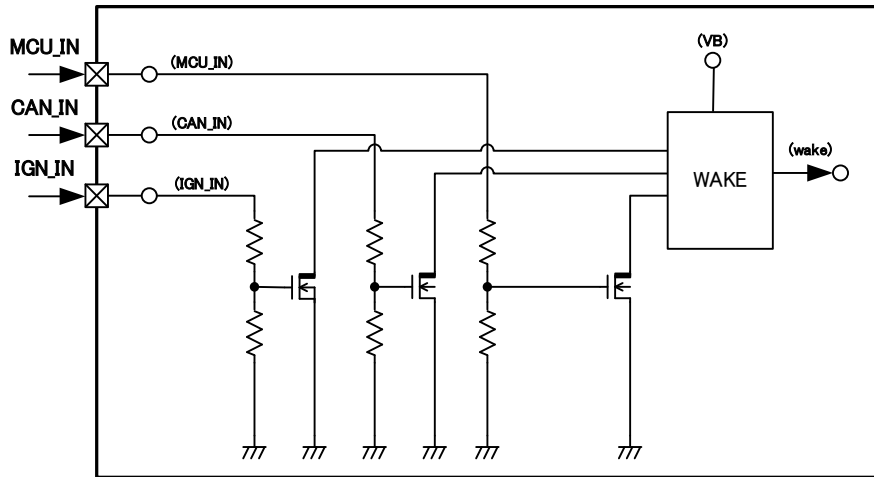 MCU_IN
(MCU_IN)
(VB)
CAN_IN
(CAN_IN)
(wake)
IGN_IN
(IGN_IN)
WAKE